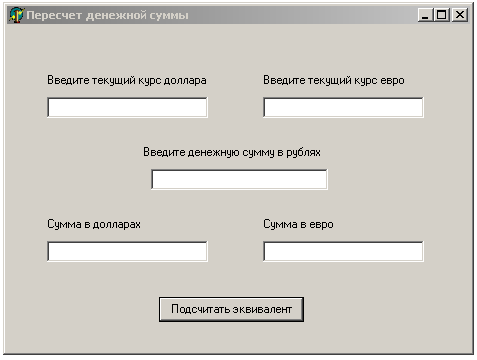 Пересчет денежной суммы
Введите текущий курс доллара
Введите текущий курс евро
Введите денежную сумму в рублях
Сумма в долларах
Сумма в евро
Подсчитать эквивалент